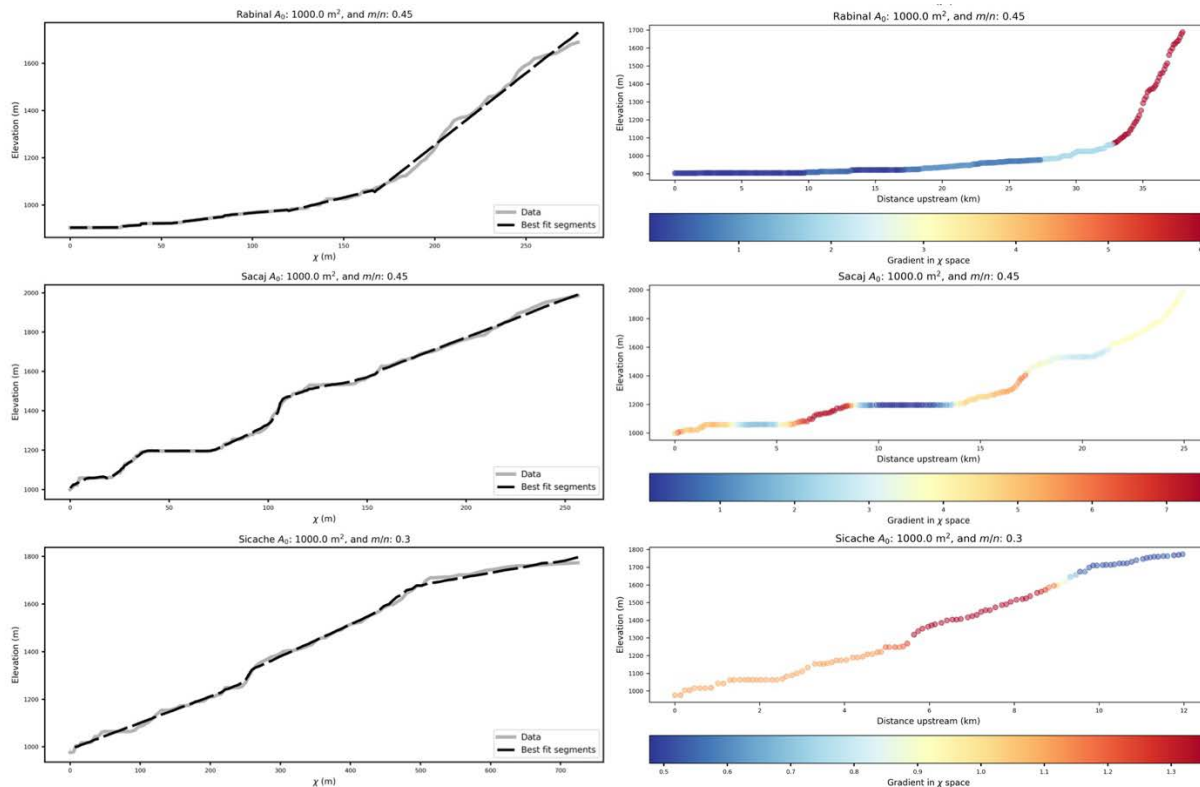 Rabinal A₀: 1000.0 m², and m/n: 0.45
Elevation (m)
1600
1400
1200
1000
Data
Best fit segments
0 50 100 150 200 250
χ (m)
Rabinal A₀: 1000.0 m², and m/n: 0.45
Elevation (m)
1700
1600
1500
1400
1300
1200
1100
1000
900
0 5 10 15 20 25 30 35
Distance upstream (km)
1 2 3 4 5
Gradient in χ space
Sacaj A₀: 1000.0 m², and m/n: 0.45
Elevation (m)
2000
1800
1600
1400
1200
1000
Data
Best fit segments
0 50 100 150 200 250
χ (m)
Sacaj A₀: 1000.0 m², and m/n: 0.45
Elevation (m)
2000
1800
1600
1400
1200
1000
0 5 10 15 20 25
Distance upstream (km)
1 2 3 4 5 6 7
Gradient in χ space
Sicache A₀: 1000.0 m², and m/n: 0.3
Elevation (m)
1800
1600
1400
1200
1000
Data
Best fit segments
0 100 200 300 400 500 600 700
χ (m)
Sicache A₀: 1000.0 m², and m/n: 0.3
Elevation (m)
1800
1700
1600
1500
1400
1300
1200
1100
1000
0 2 4 6 8 10 12
Distance upstream (km)
0.5 0.6 0.7 0.8 0.9 1.0 1.1 1.2 1.3
Gradient in χ space